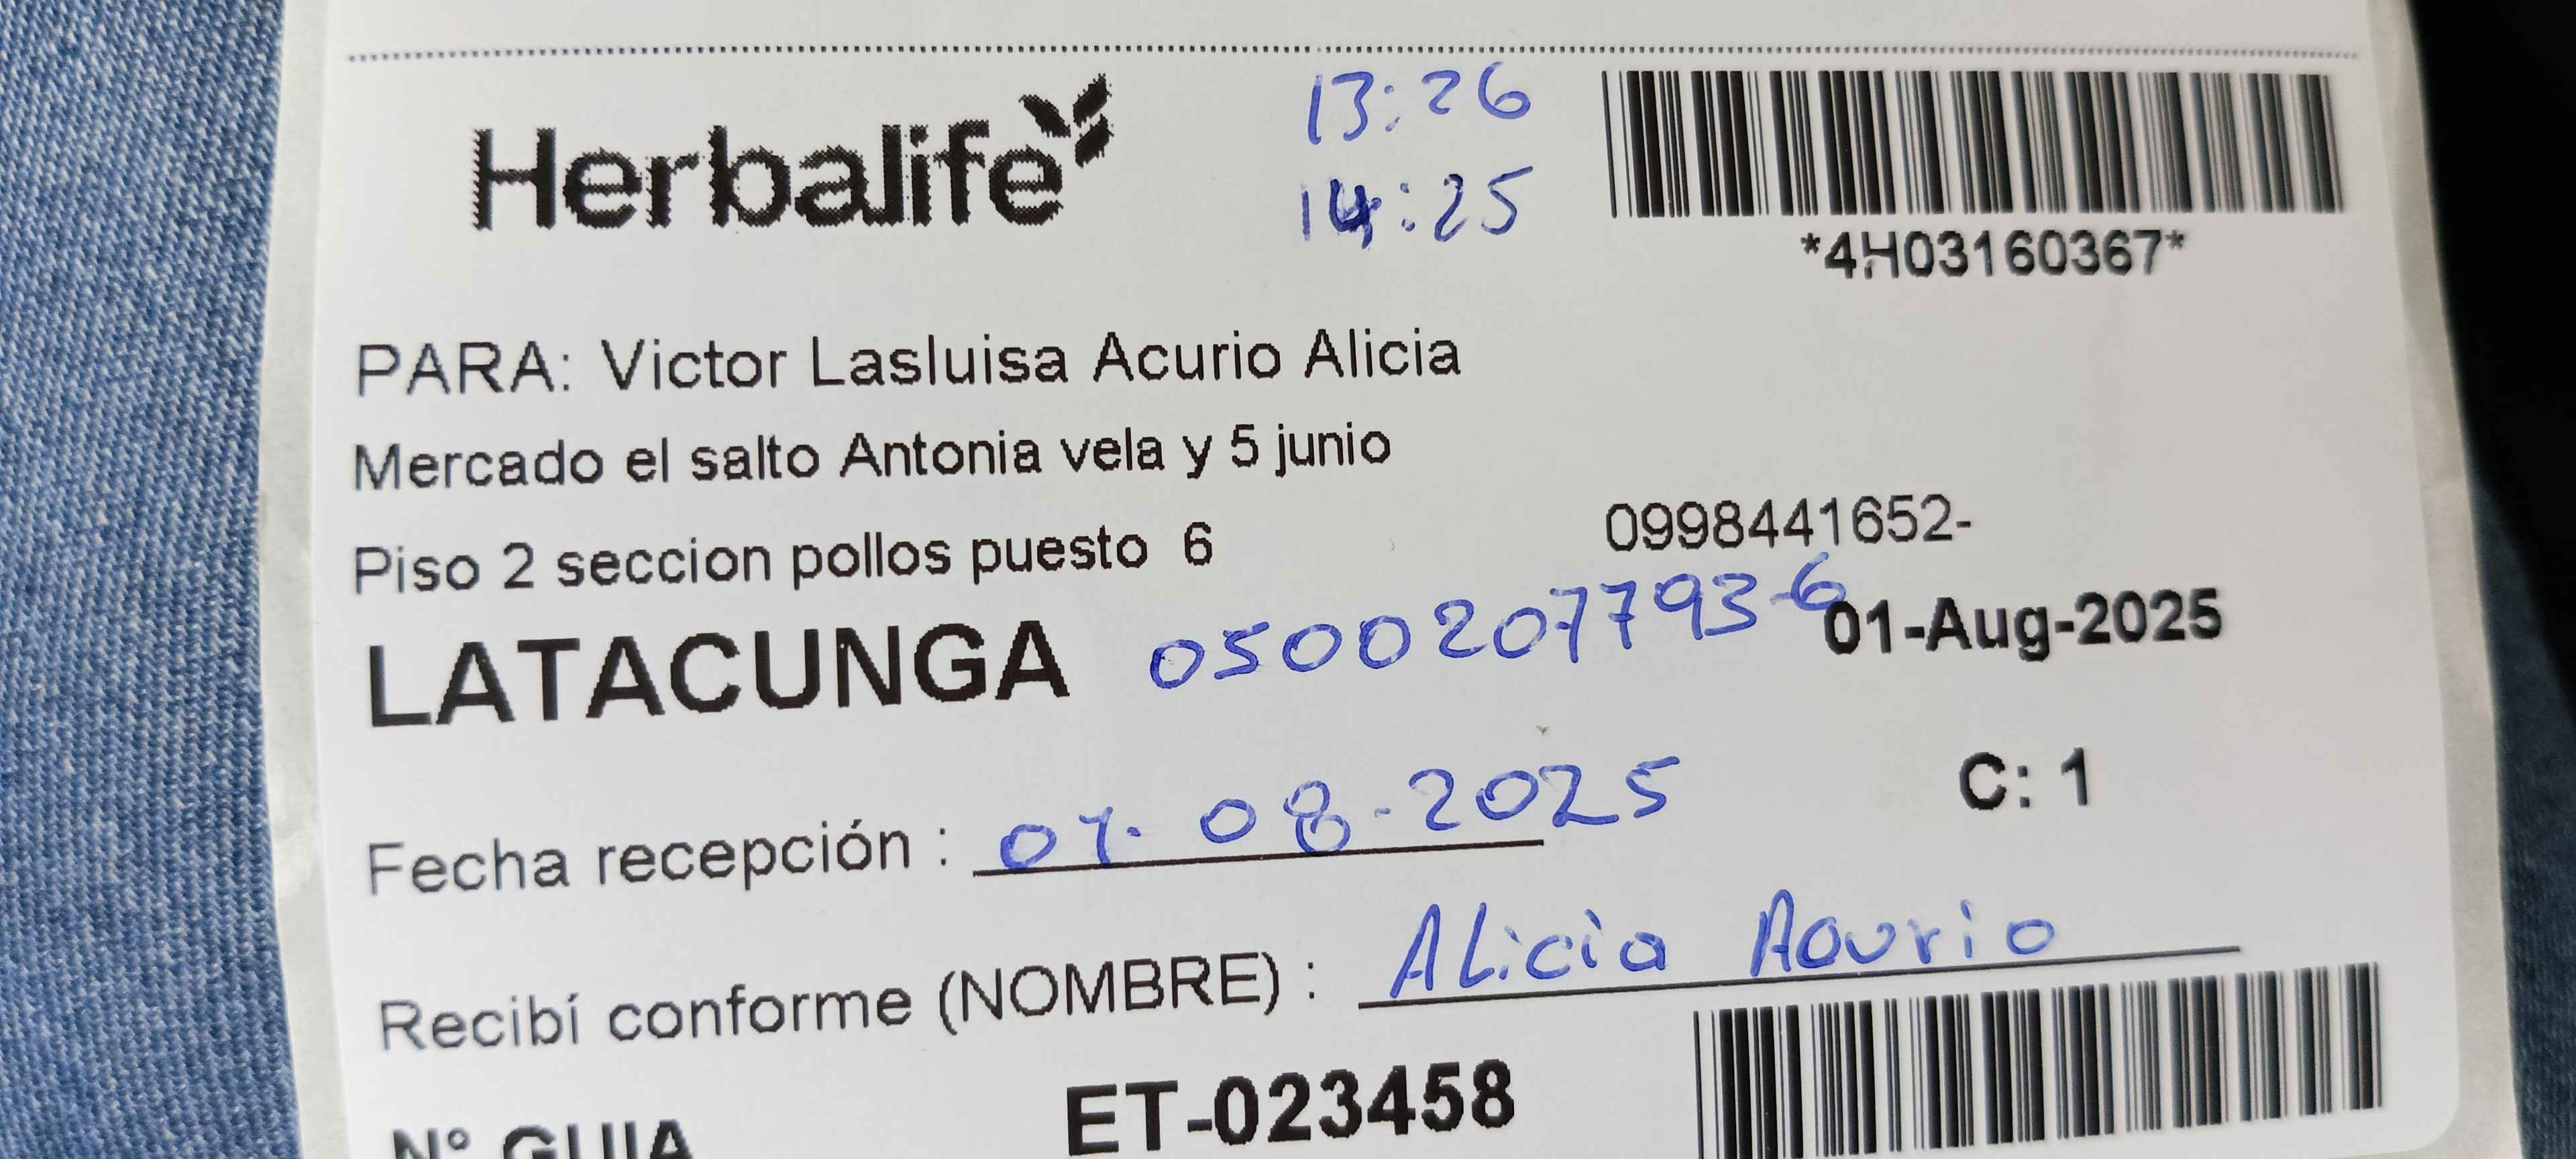 Herbalife
13:26
14:25
*4H03160367*
PARA: Victor Lasluisa Acurio Alicia
Mercado el salto Antonia vela y 5 junio
Piso 2 seccion pollos puesto 6
0998441652-
LATACUNGA
0500207793-6
01-Aug-2025
C: 1
Fecha recepción : 07-08-2025
Recibí conforme (NOMBRE) : Alicia Acurio
N° GUIA
ET-023458